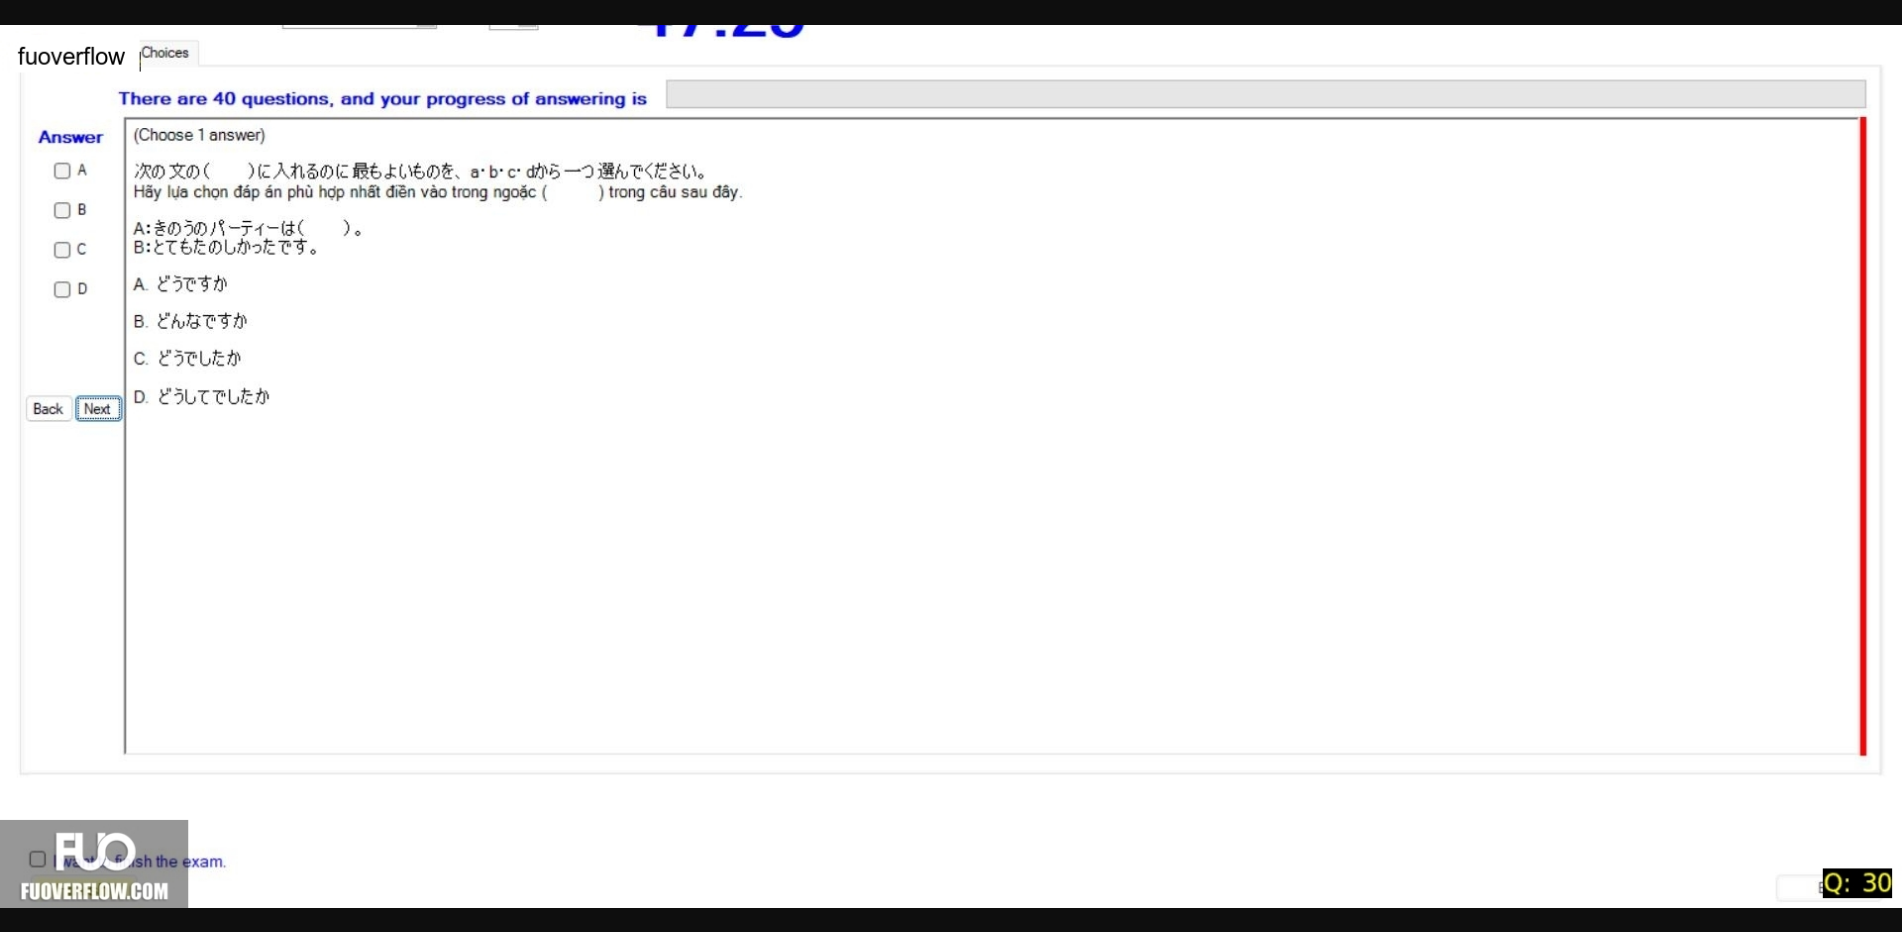 fuoverflow
Choices
There are 40 questions, and your progress of answering is
Answer
(Choose 1 answer)
A
B
C
D
次の文の(　　)に入れるのに最もよいものを、a・b・c・dから一つ選んでください。
Hãy lựa chọn đáp án phù hợp nhất điền vào trong ngoặc (　　) trong câu sau đây.
A:きのうのパーティーは(　　)。
B:とてもたのしかったです。
A. どうですか
B. どんなですか
C. どうでしたか
D. どうしてでしたか
Back Next
FUO
finish the exam.
FUOVERFLOW.COM
Q: 30